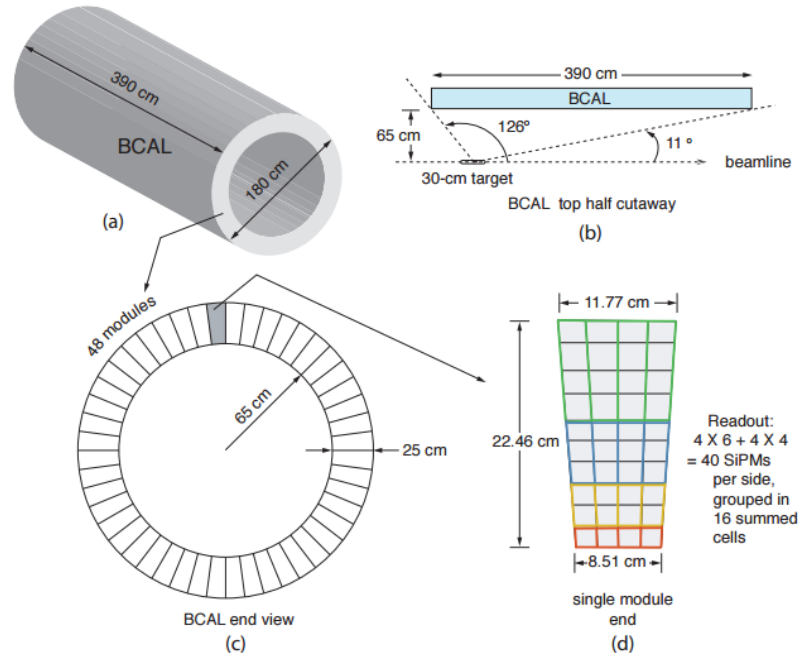 (a)
390 cm
BCAL
180 cm
390 cm
BCAL
65 cm
126º
11 º
beamline
30-cm target
BCAL top half cutaway
(b)
48 modules
65 cm
25 cm
BCAL end view
(c)
11.77 cm
22.46 cm
8.51 cm
Readout:
4 X 6 + 4 X 4
= 40 SiPMs
per side,
grouped in
16 summed
cells
single module
end
(d)